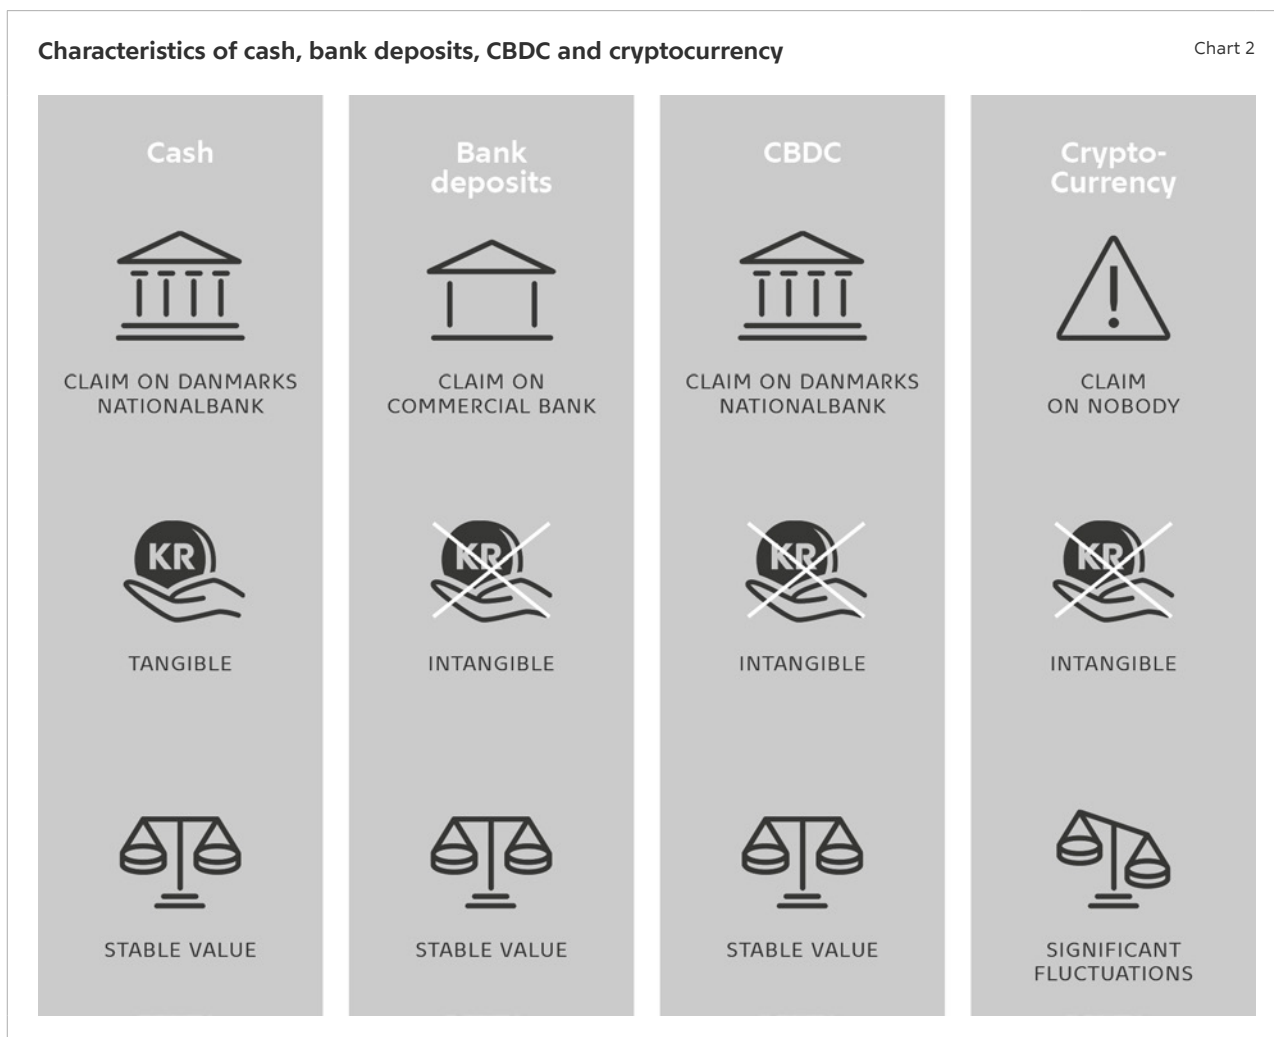 Characteristics of cash, bank deposits, CBDC and cryptocurrency
Chart 2
Cash
CLAIM ON DANMARKS
NATIONALBANK
KR
TANGIBLE
STABLE VALUE
Bank
deposits
CLAIM ON
COMMERCIAL BANK
KR
INTANGIBLE
STABLE VALUE
CBDC
CLAIM ON DANMARKS
NATIONALBANK
KR
INTANGIBLE
STABLE VALUE
Crypto-
Currency
CLAIM
ON NOBODY
KR
INTANGIBLE
SIGNIFICANT
FLUCTUATIONS